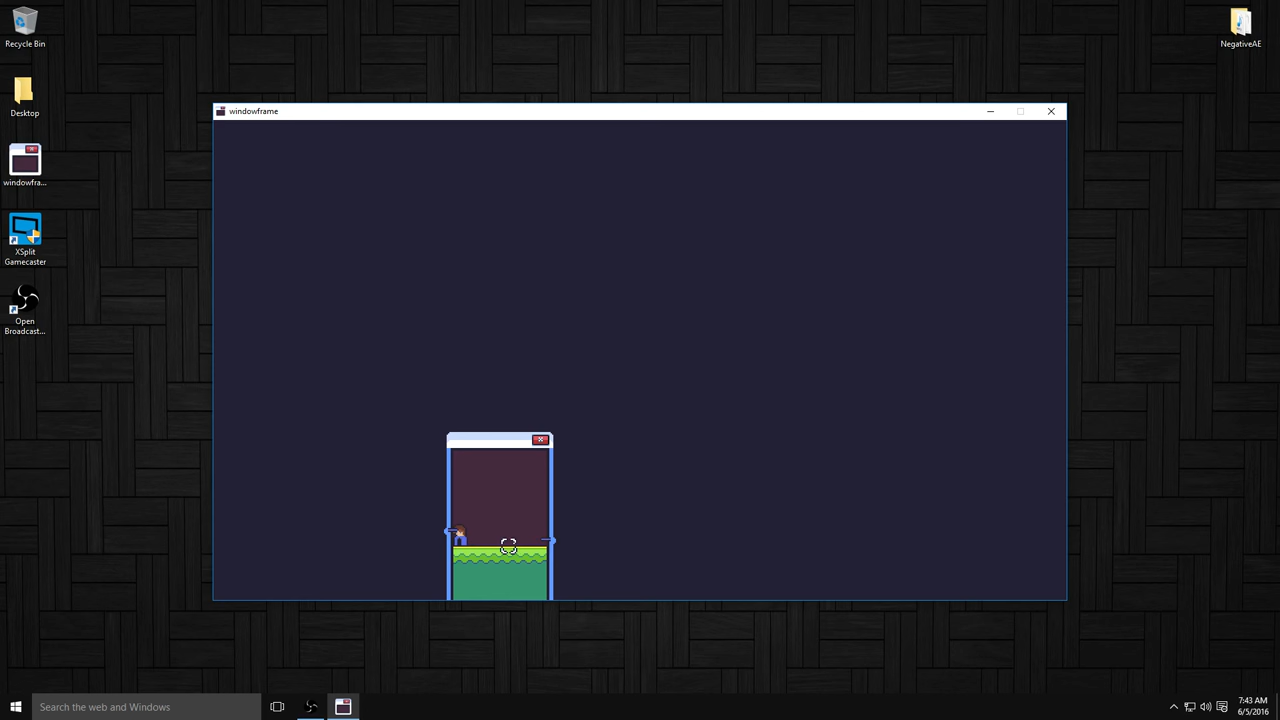 Recycle Bin
NegativeAE
Desktop
windowframe
windowfra...
XSplit
Gamecaster
Open
Broadcast...
Search the web and Windows
7:43 AM
6/5/2016